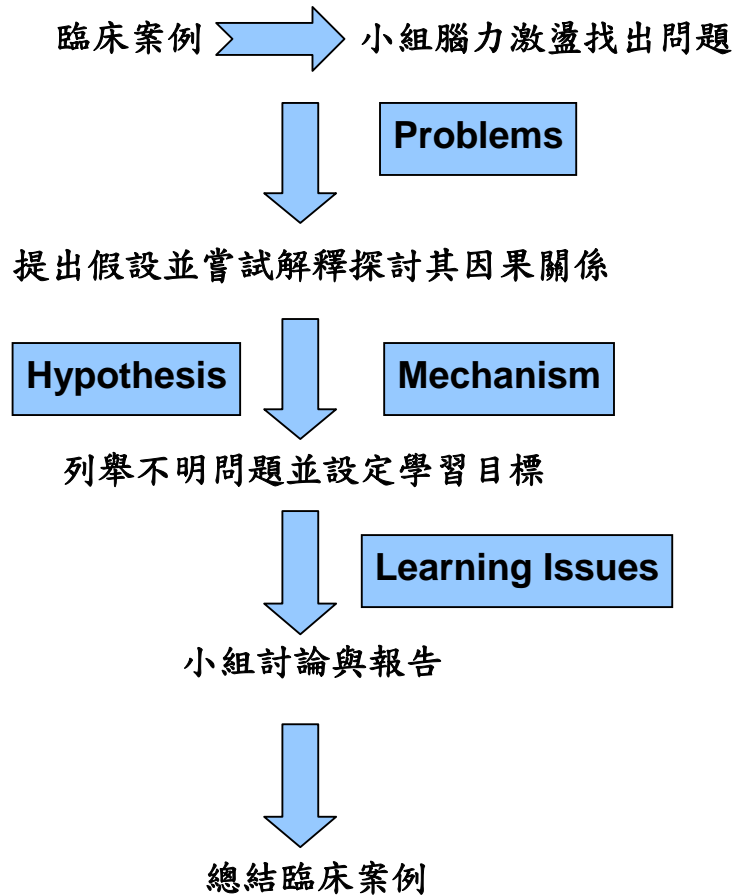 臨床案例 小組腦力激盪找出問題
Problems
提出假設並嘗試解釋探討其因果關係
Hypothesis Mechanism
列舉不明問題並設定學習目標
Learning Issues
小組討論與報告
總結臨床案例